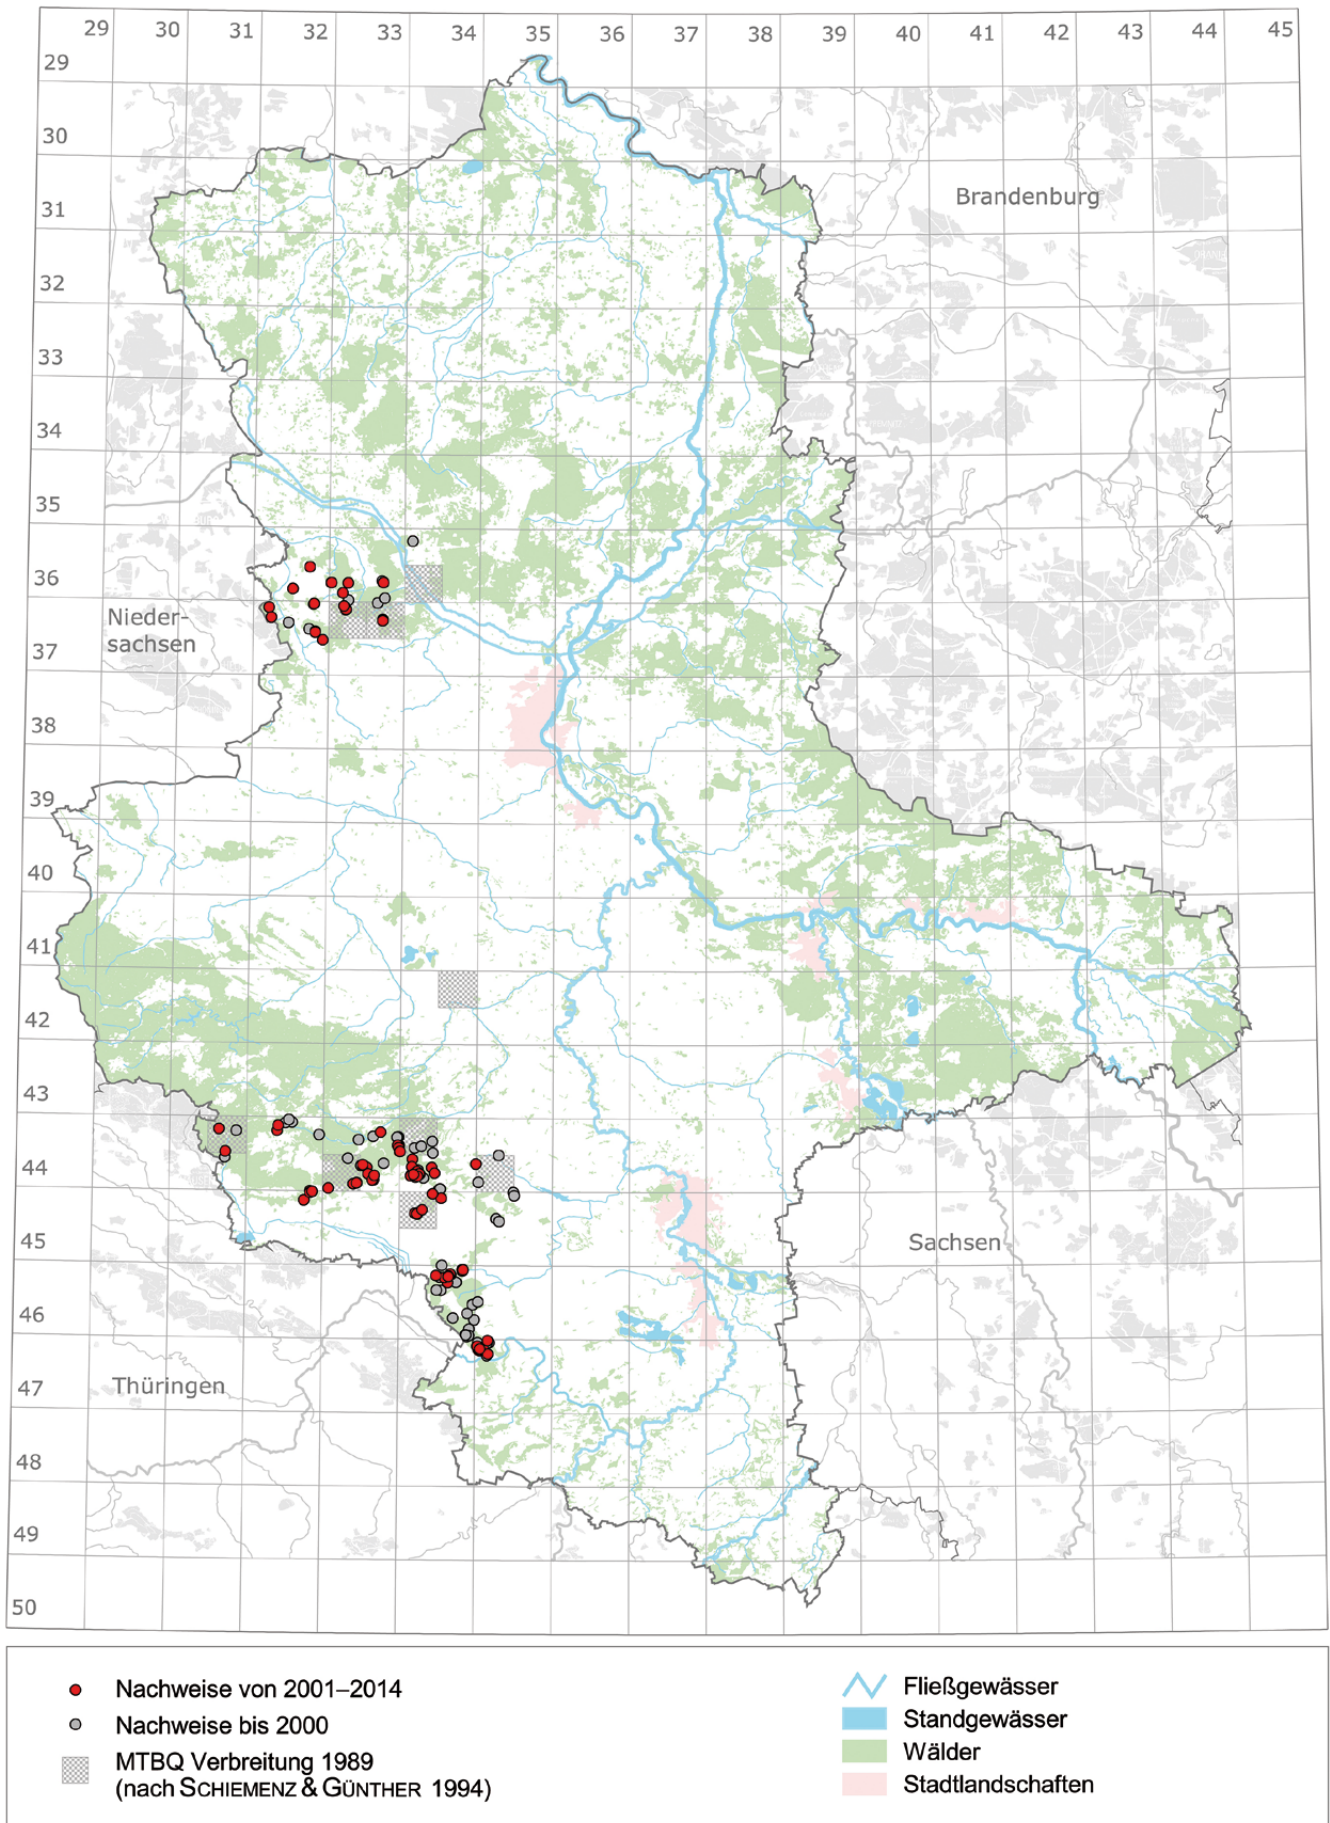 29 30 31 32 33 34 35 36 37 38 39 40 41 42 43 44 45
29
30
31
Brandenburg
32
33
34
35
36
Nieder-
sachsen
37
38
39
40
41
42
43
44
45
Sachsen
46
47
Thüringen
48
49
50
Nachweise von 2001–2014
Nachweise bis 2000
MTBQ Verbreitung 1989
(nach SCHIEMENZ & GÜNTHER 1994)
Fließgewässer
Standgewässer
Wälder
Stadtlandschaften